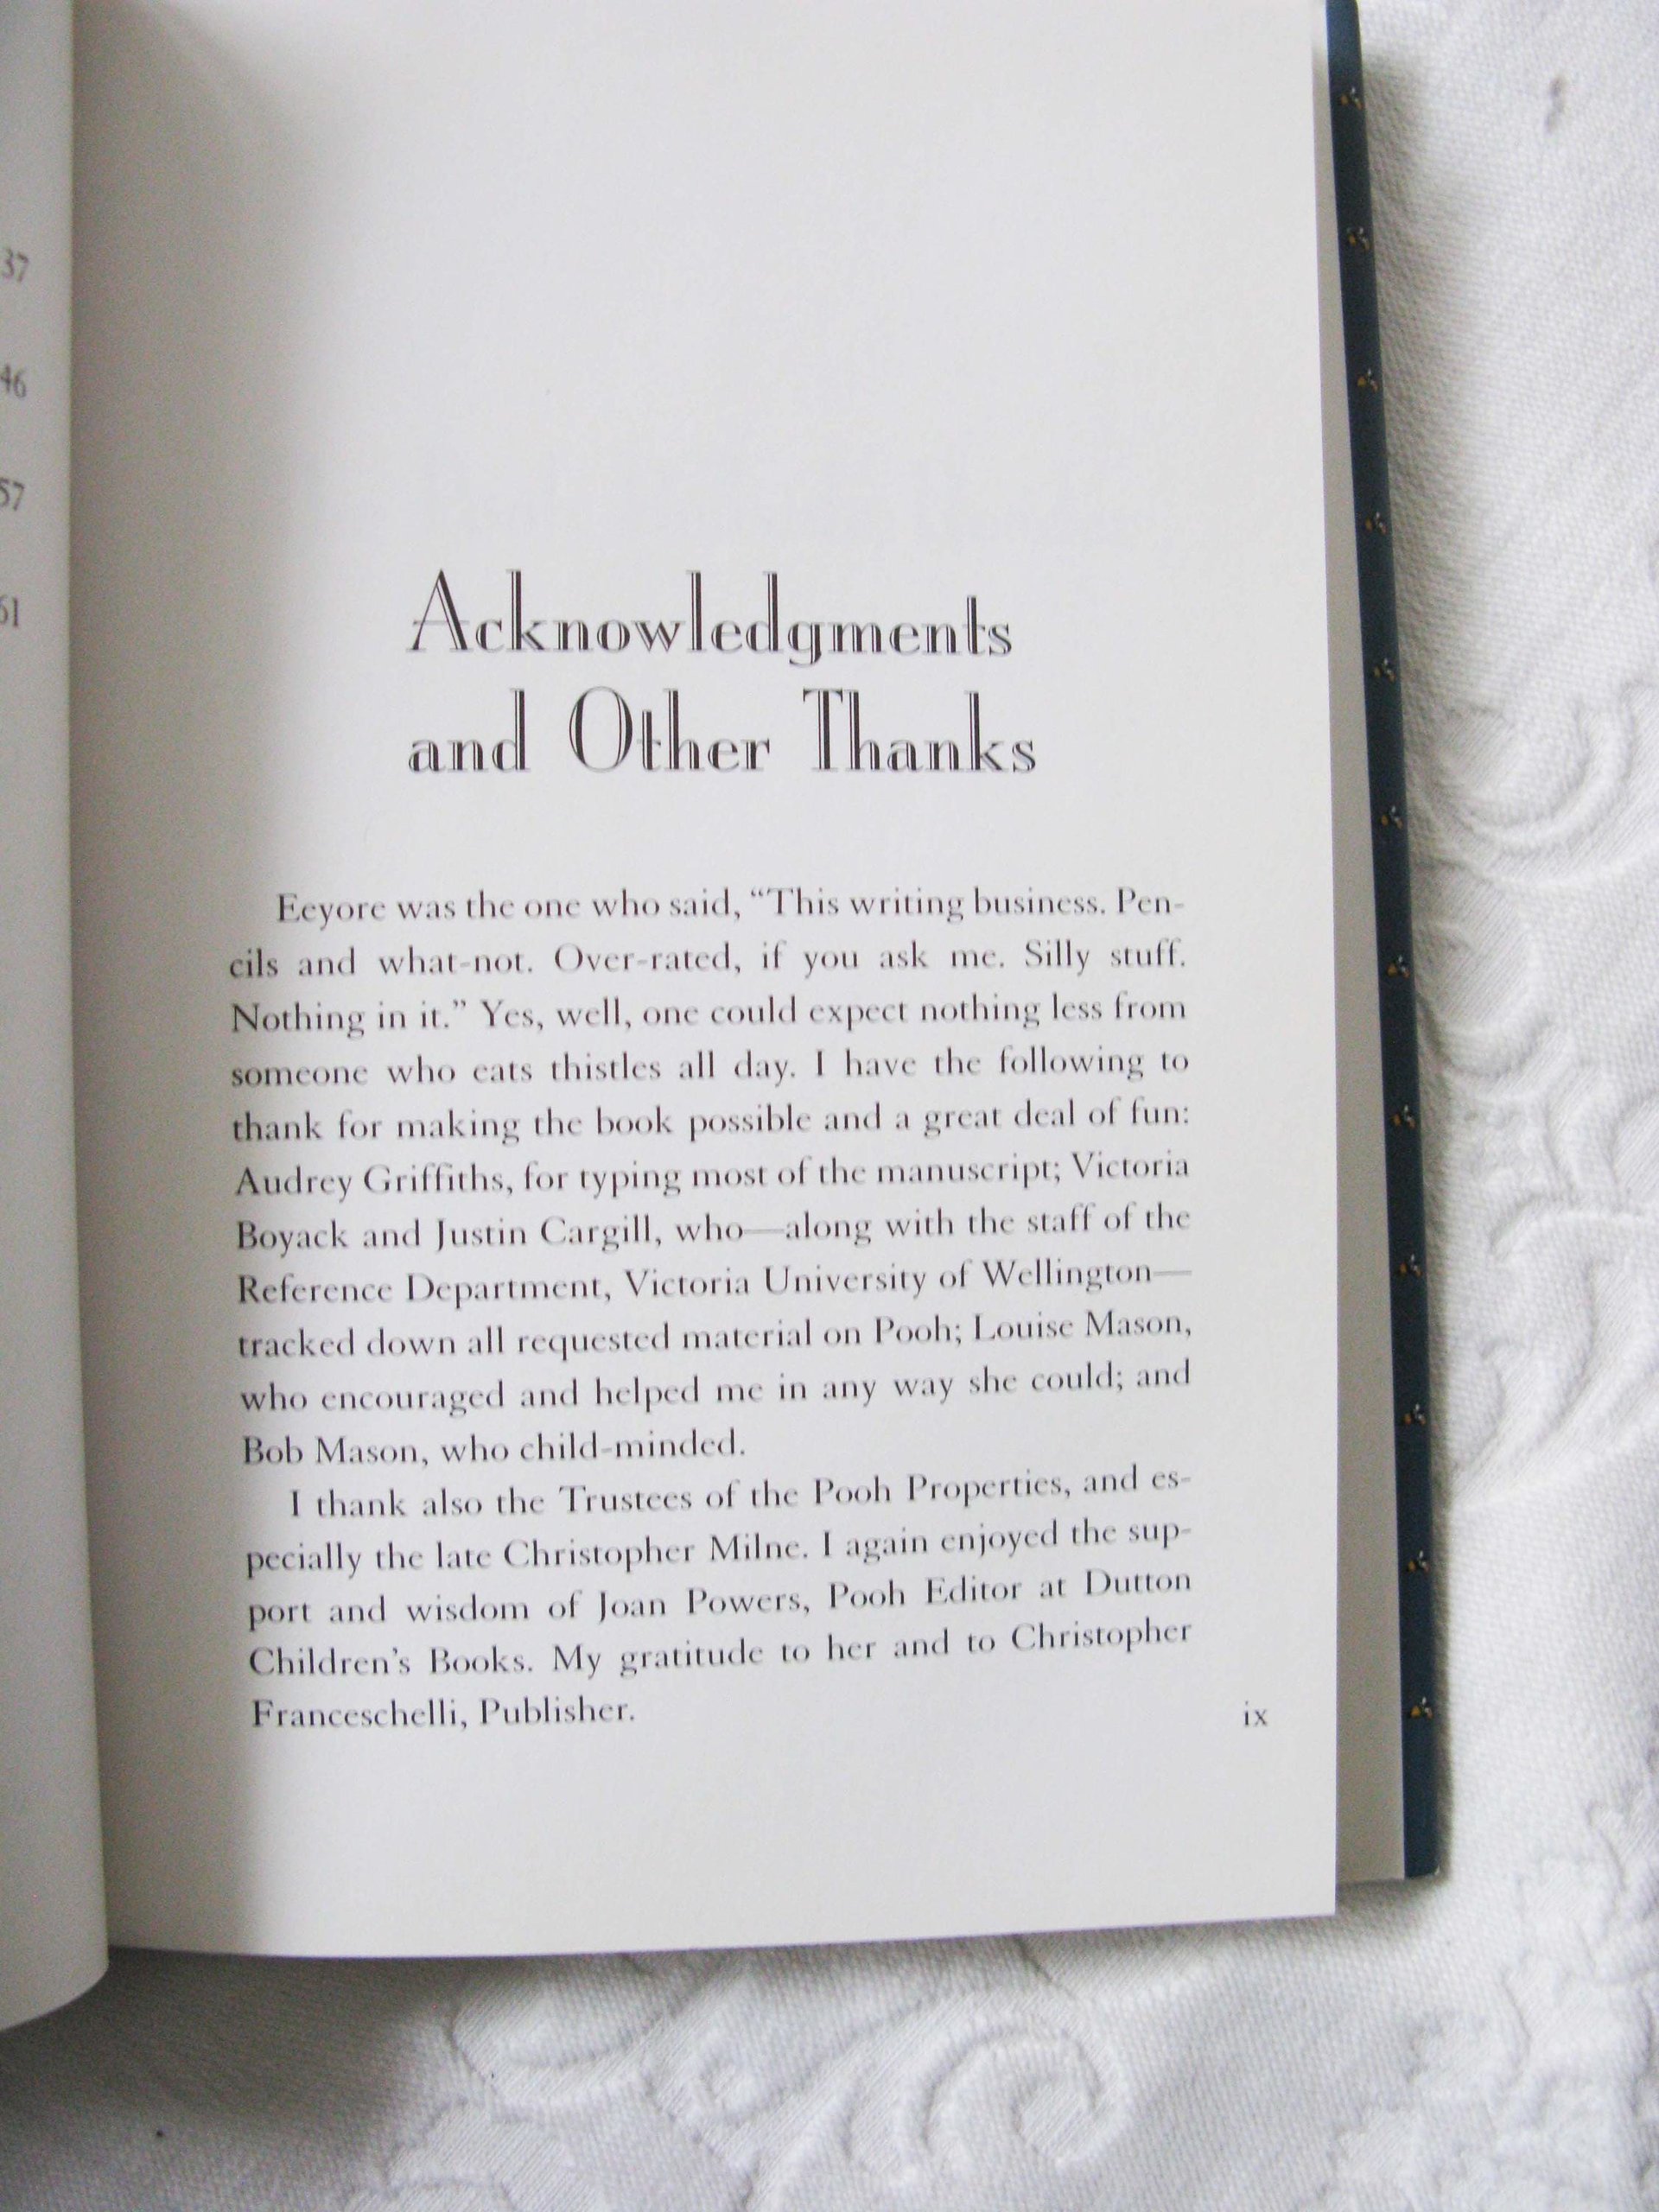 37
46
57
61
Acknowledgments
and Other Thanks
Eeyore was the one who said, “This writing business. Pen-
cils and what-not. Over-rated, if you ask me. Silly stuff.
Nothing in it.” Yes, well, one could expect nothing less from
someone who eats thistles all day. I have the following to
thank for making the book possible and a great deal of fun:
Audrey Griffiths, for typing most of the manuscript; Victoria
Boyack and Justin Cargill, who—along with the staff of the
Reference Department, Victoria University of Wellington—
tracked down all requested material on Pooh; Louise Mason,
who encouraged and helped me in any way she could; and
Bob Mason, who child-minded.
I thank also the Trustees of the Pooh Properties, and es-
pecially the late Christopher Milne. I again enjoyed the sup-
port and wisdom of Joan Powers, Pooh Editor at Dutton
Children’s Books. My gratitude to her and to Christopher
Franceschelli, Publisher.
ix